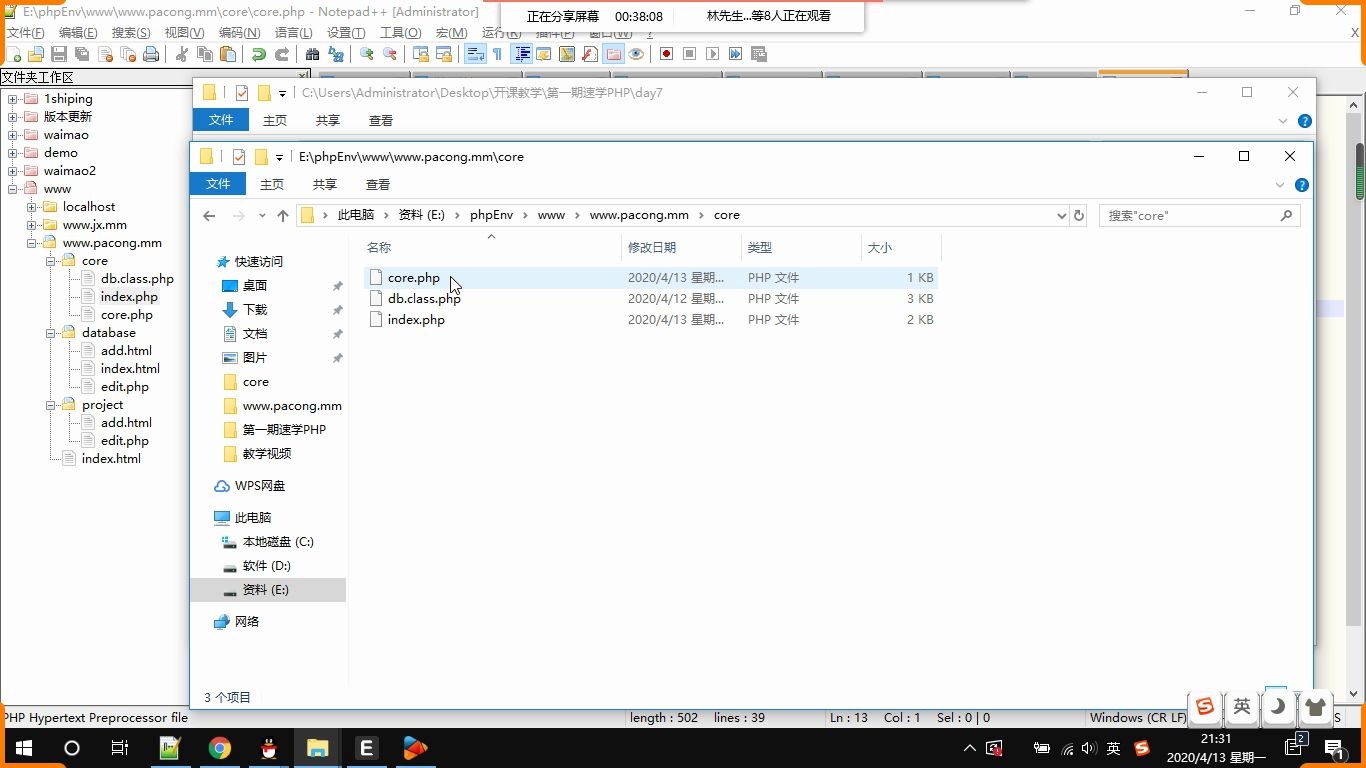 E:\phpEnv\www\www.pacong.mm\core\core.php - Notepad++ [Administrator]
正在分享屏幕 00:38:08 林先生...等8人正在观看
文件(F) 编辑(E) 搜索(S) 视图(V) 编码(N) 语言(L) 设置(T) 工具(O) 宏(M) 运行(R) ? X
文件夹工作区
1shiping
版本更新
waimao
demo
waimao2
www
localhost
www.jx.mm
www.pacong.mm
core
db.class.php
index.php
core.php
database
add.html
index.html
edit.php
project
add.html
edit.php
index.html
C:\Users\Administrator\Desktop\开课教学\第一期速学PHP\day7
文件 主页 共享 查看
E:\phpEnv\www\www.pacong.mm\core
文件 主页 共享 查看
此电脑 资料 (E:) phpEnv www www.pacong.mm core
搜索"core"
名称 修改日期 类型 大小
core.php 2020/4/13 星期... PHP 文件 1 KB
db.class.php 2020/4/12 星期... PHP 文件 3 KB
index.php 2020/4/13 星期... PHP 文件 2 KB
快速访问
桌面
下载
文档
图片
core
www.pacong.mm
第一期速学PHP
教学视频
WPS网盘
此电脑
本地磁盘 (C:)
软件 (D:)
资料 (E:)
网络
3 个项目
PHP Hypertext Preprocessor file length : 502 lines : 39 Ln : 13 Col : 1 Sel : 0 | 0 Windows (CR LF)
英
英
21:31
2020/4/13 星期一
2
1